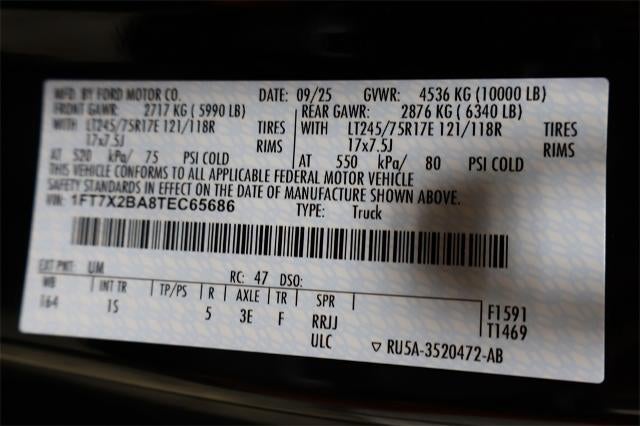 MFD. BY FORD MOTOR CO. DATE: 09/25 GVWR: 4536 KG (10000 LB)
FRONT GAWR: 2717 KG (5990 LB) REAR GAWR: 2876 KG (6340 LB)
WITH LT245/75R17E 121/118R TIRES WITH LT245/75R17E 121/118R TIRES
17x7.5J RIMS 17x7.5J RIMS
AT 520 kPa/ 75 PSI COLD AT 550 kPa/ 80 PSI COLD
THIS VEHICLE CONFORMS TO ALL APPLICABLE FEDERAL MOTOR VEHICLE
SAFETY STANDARDS IN EFFECT ON THE DATE OF MANUFACTURE SHOWN ABOVE.
VIN: 1FT7X2BA8TEC65686 TYPE: Truck
EXT PNT: UM RC: 47 DSO:
WB INT TR TP/PS R AXLE TR SPR F1591
164 1S 5 3E F RRJJ T1469
ULC ▽ RU5A-3520472-AB